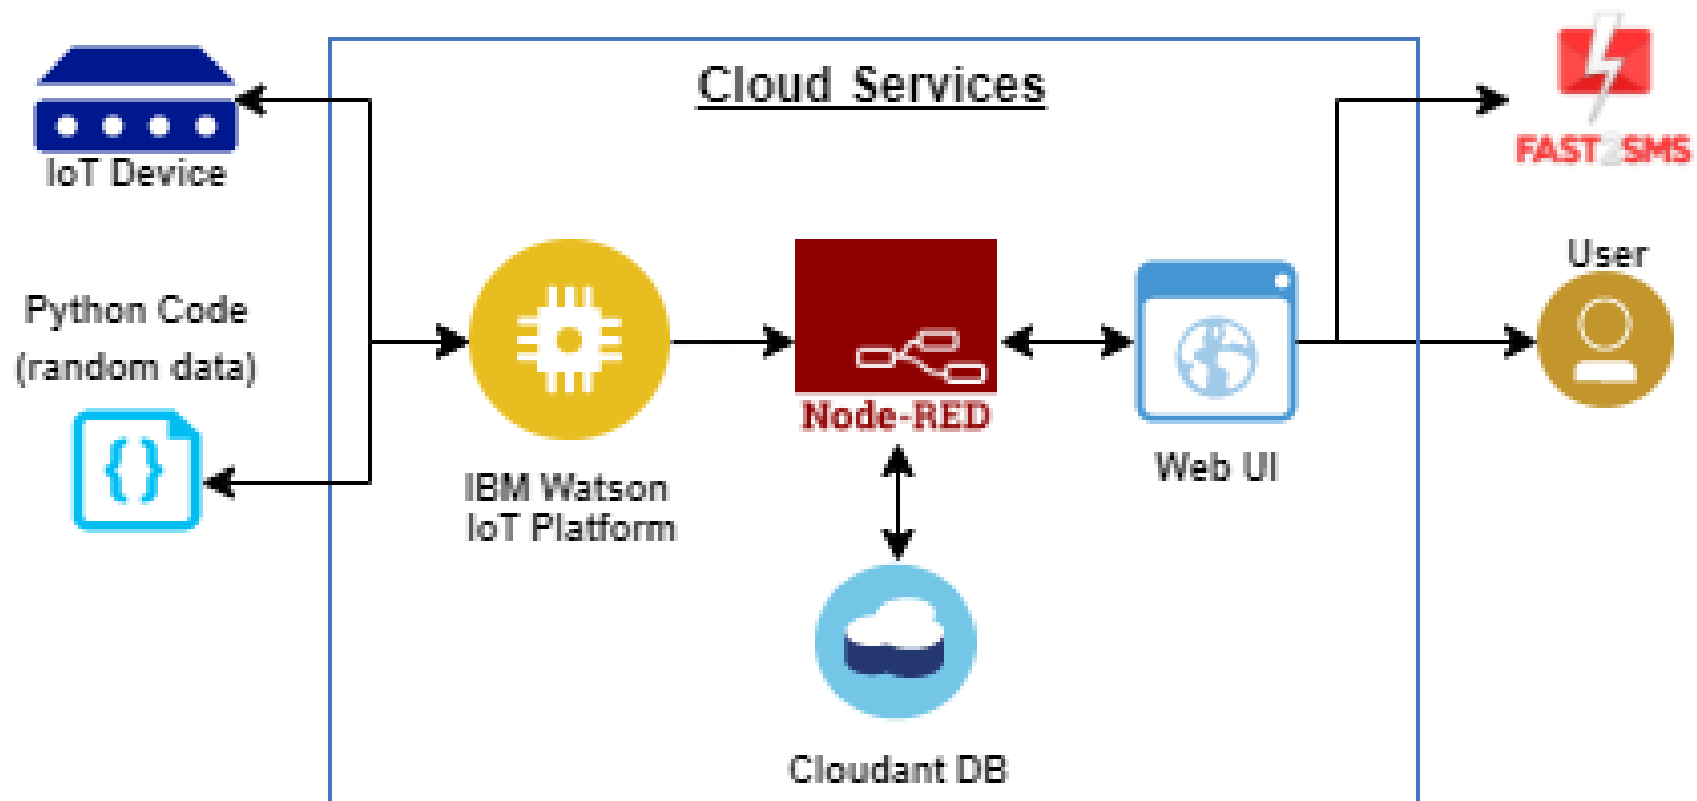 Cloud Services
IoT Device
FAST2SMS
User
Python Code
(random data)
Node-RED
Web UI
IBM Watson
IoT Platform
Cloudant DB